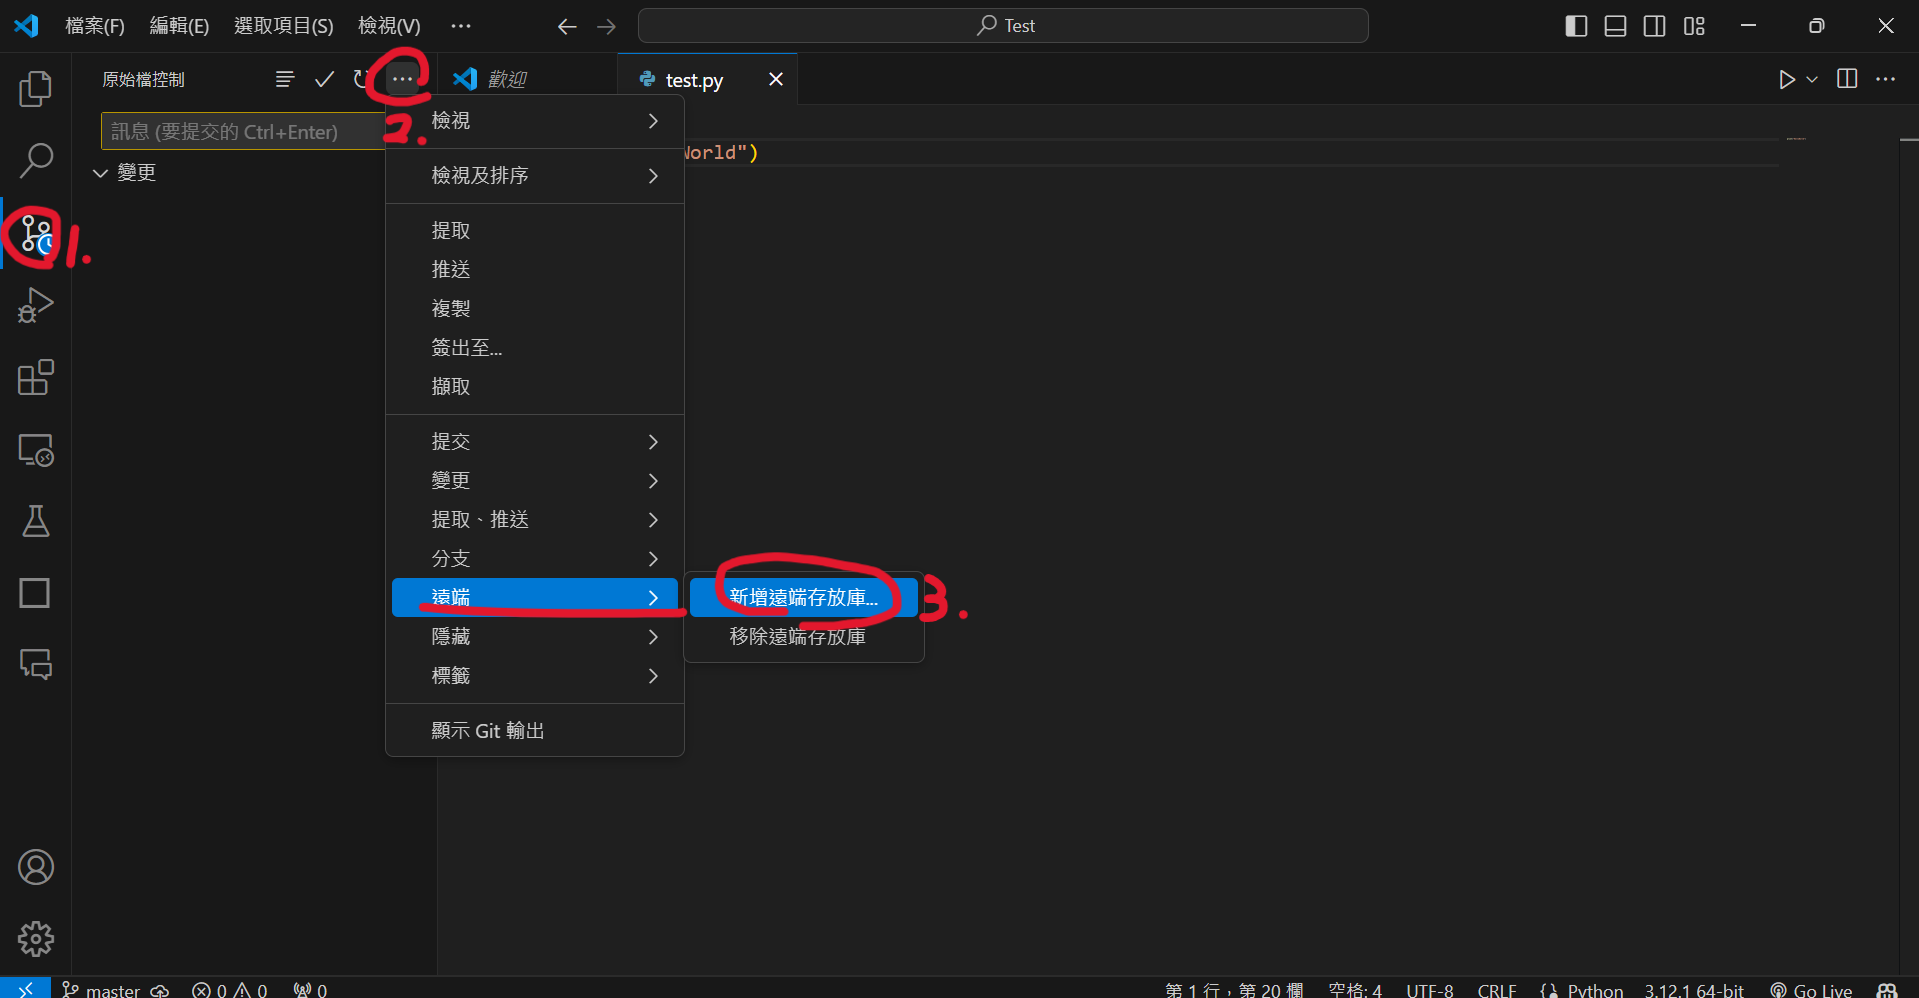 檔案(F) 編輯(E) 選取項目(S) 檢視(V) … Test
原始檔控制
歡迎 test.py
訊息 (要提交的 Ctrl+Enter)
變更
World")
1.
2.
檢視
檢視及排序
提取
推送
複製
簽出至...
擷取
提交
變更
提取、推送
分支
遠端
隱藏
標籤
顯示 Git 輸出
新增遠端存放庫...
移除遠端存放庫
3.
master 0 0 0 第 1 行，第 20 欄 空格: 4 UTF-8 CRLF { } Python 3.12.1 64-bit Go Live